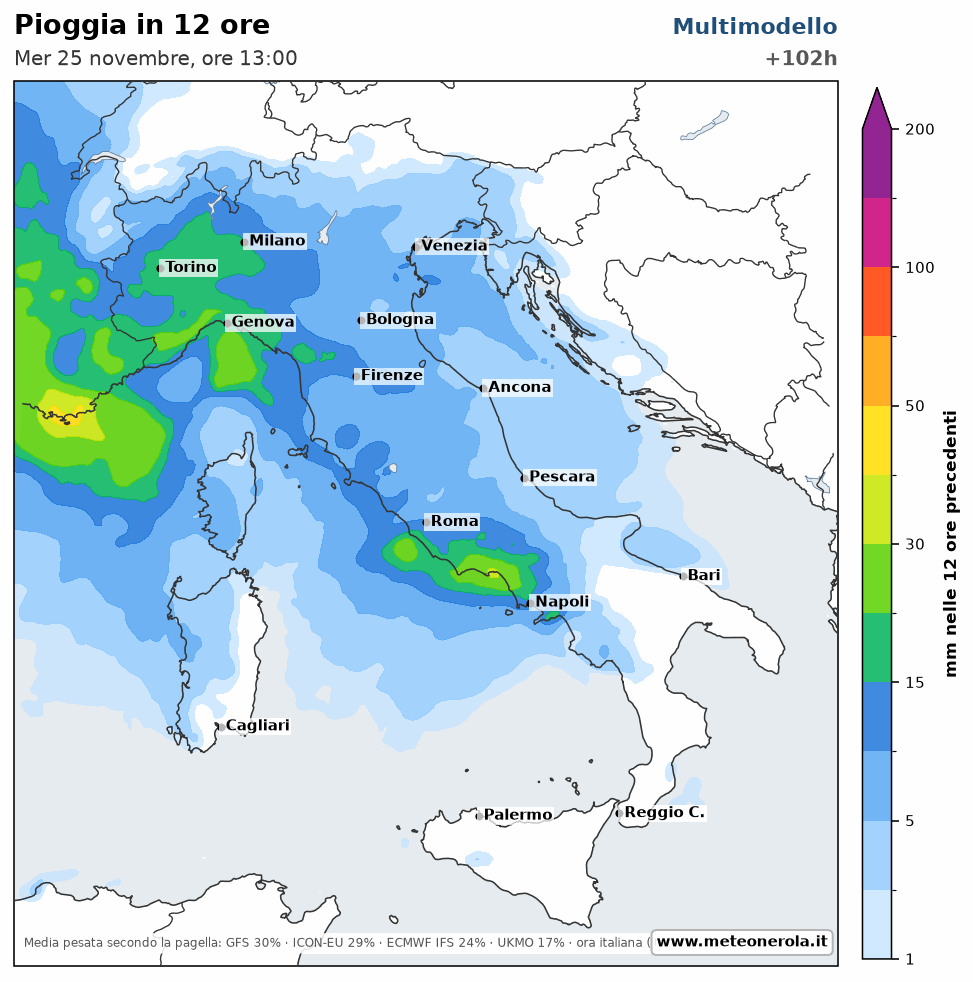 Pioggia in 12 ore
Multimodello
Mer 25 novembre, ore 13:00
+102h
200
Milano
Venezia
Torino
100
Genova
Bologna
Firenze
Ancona
50
Pescara
Roma
30
Bari
Napoli
15
Cagliari
Palermo
Reggio C.
5
mm nelle 12 ore precedenti
Media pesata secondo la pagella: GFS 30% · ICON-EU 29% · ECMWF IFS 24% · UKMO 17% · ora italiana (
www.meteonerola.it
1